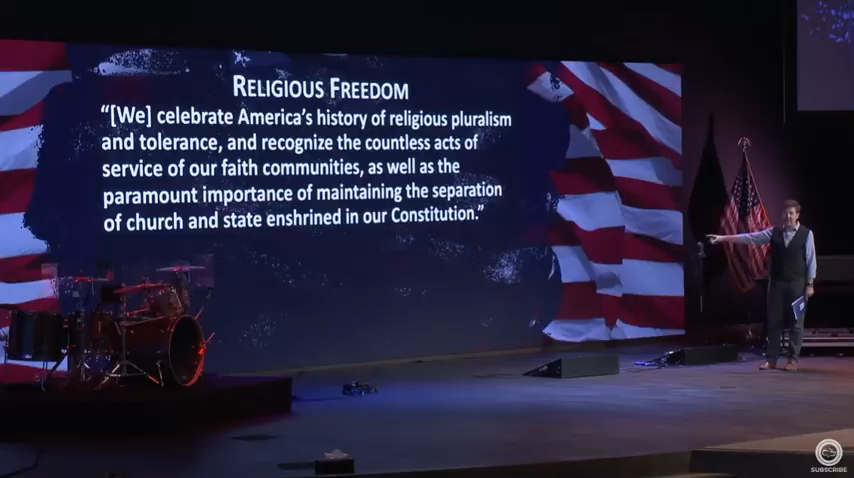 RELIGIOUS FREEDOM
“[We] celebrate America’s history of religious pluralism
and tolerance, and recognize the countless acts of
service of our faith communities, as well as the
paramount importance of maintaining the separation
of church and state enshrined in our Constitution.”
SUBSCRIBE